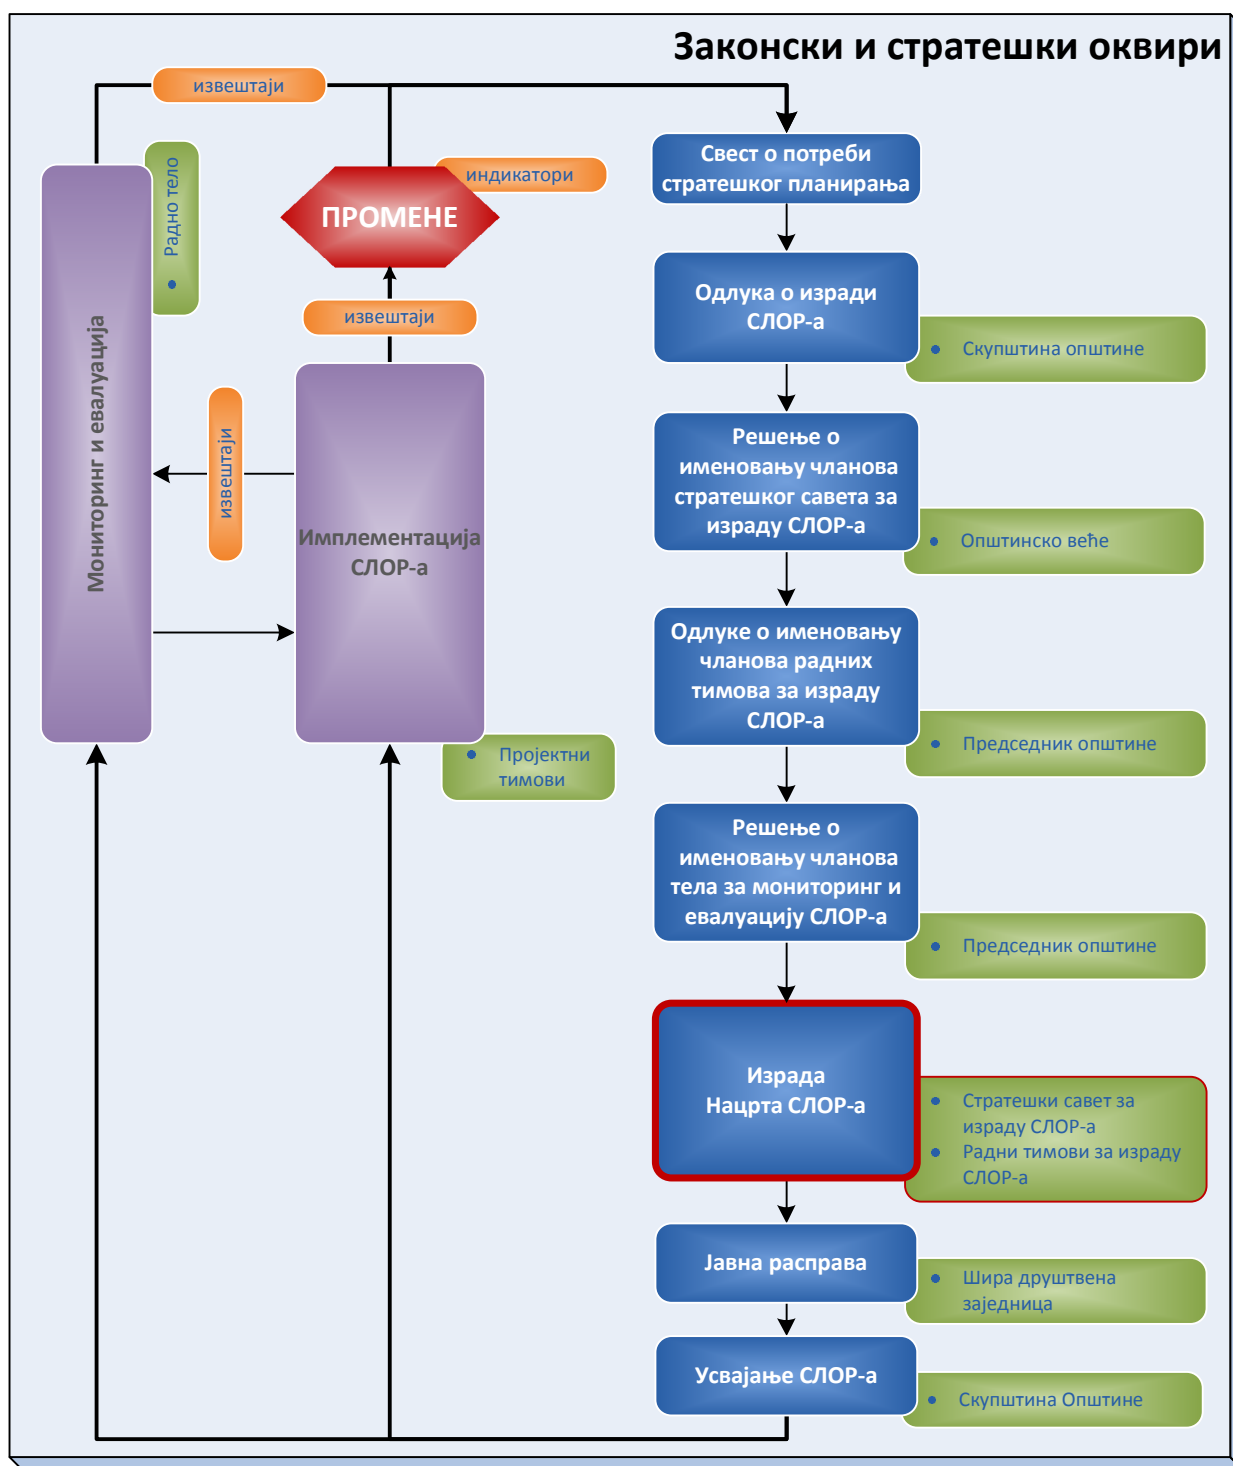 Законски и стратешки оквири
извештаји
Радно тело
индикатори
ПРОМЕНЕ
извештаји
извештаји
Мониторинг и евалуација
Имплементација
СЛОР-а
Пројектни
тимови
Свест о потреби
стратешког планирања
Одлука о изради
СЛОР-а
Скупштина општине
Решење о
именовању чланова
стратешког савета за
израду СЛОР-а
Општинско веће
Одлуке о именовању
чланова радних
тимова за израду
СЛОР-а
Председник општине
Решење о
именовању чланова
тела за мониторинг и
евалуацију СЛОР-а
Председник општине
Израда
Нацрта СЛОР-а
Стратешки савет за
израду СЛОР-а
Радни тимови за израду
СЛОР-а
Јавна расправа
Шира друштвена
заједница
Усвајање СЛОР-а
Скупштина Општине